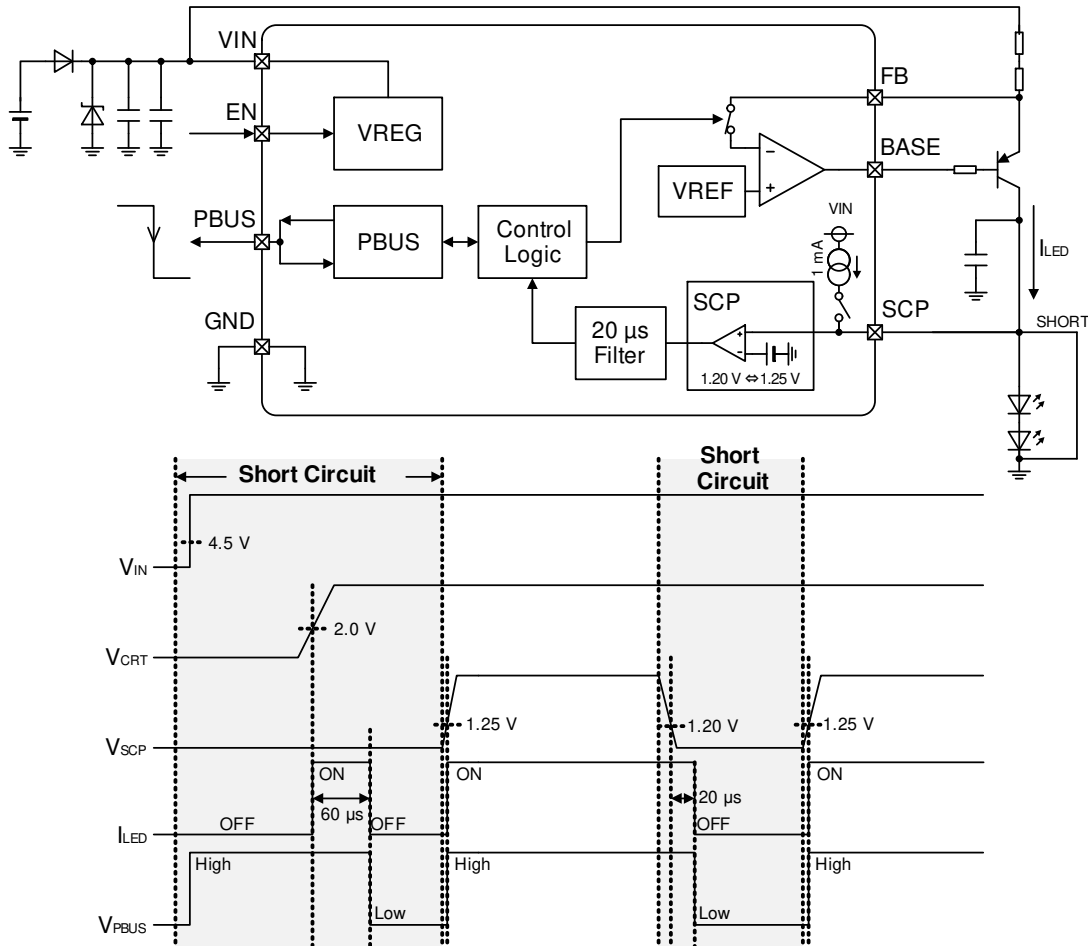 VIN
EN
VREG
FB
BASE
VREF
−
+
VIN
1 mA
PBUS
PBUS
Control
Logic
ILED
GND
20 µs
Filter
SCP
+
-
1.20 V ⇔ 1.25 V
SCP
SHORT
Short Circuit
Short
Circuit
VIN
4.5 V
VCRT
2.0 V
VSCP
1.25 V
1.20 V
1.25 V
ILED
OFF
ON
60 µs
OFF
ON
20 µs
OFF
ON
VPBUS
High
Low
High
Low
High